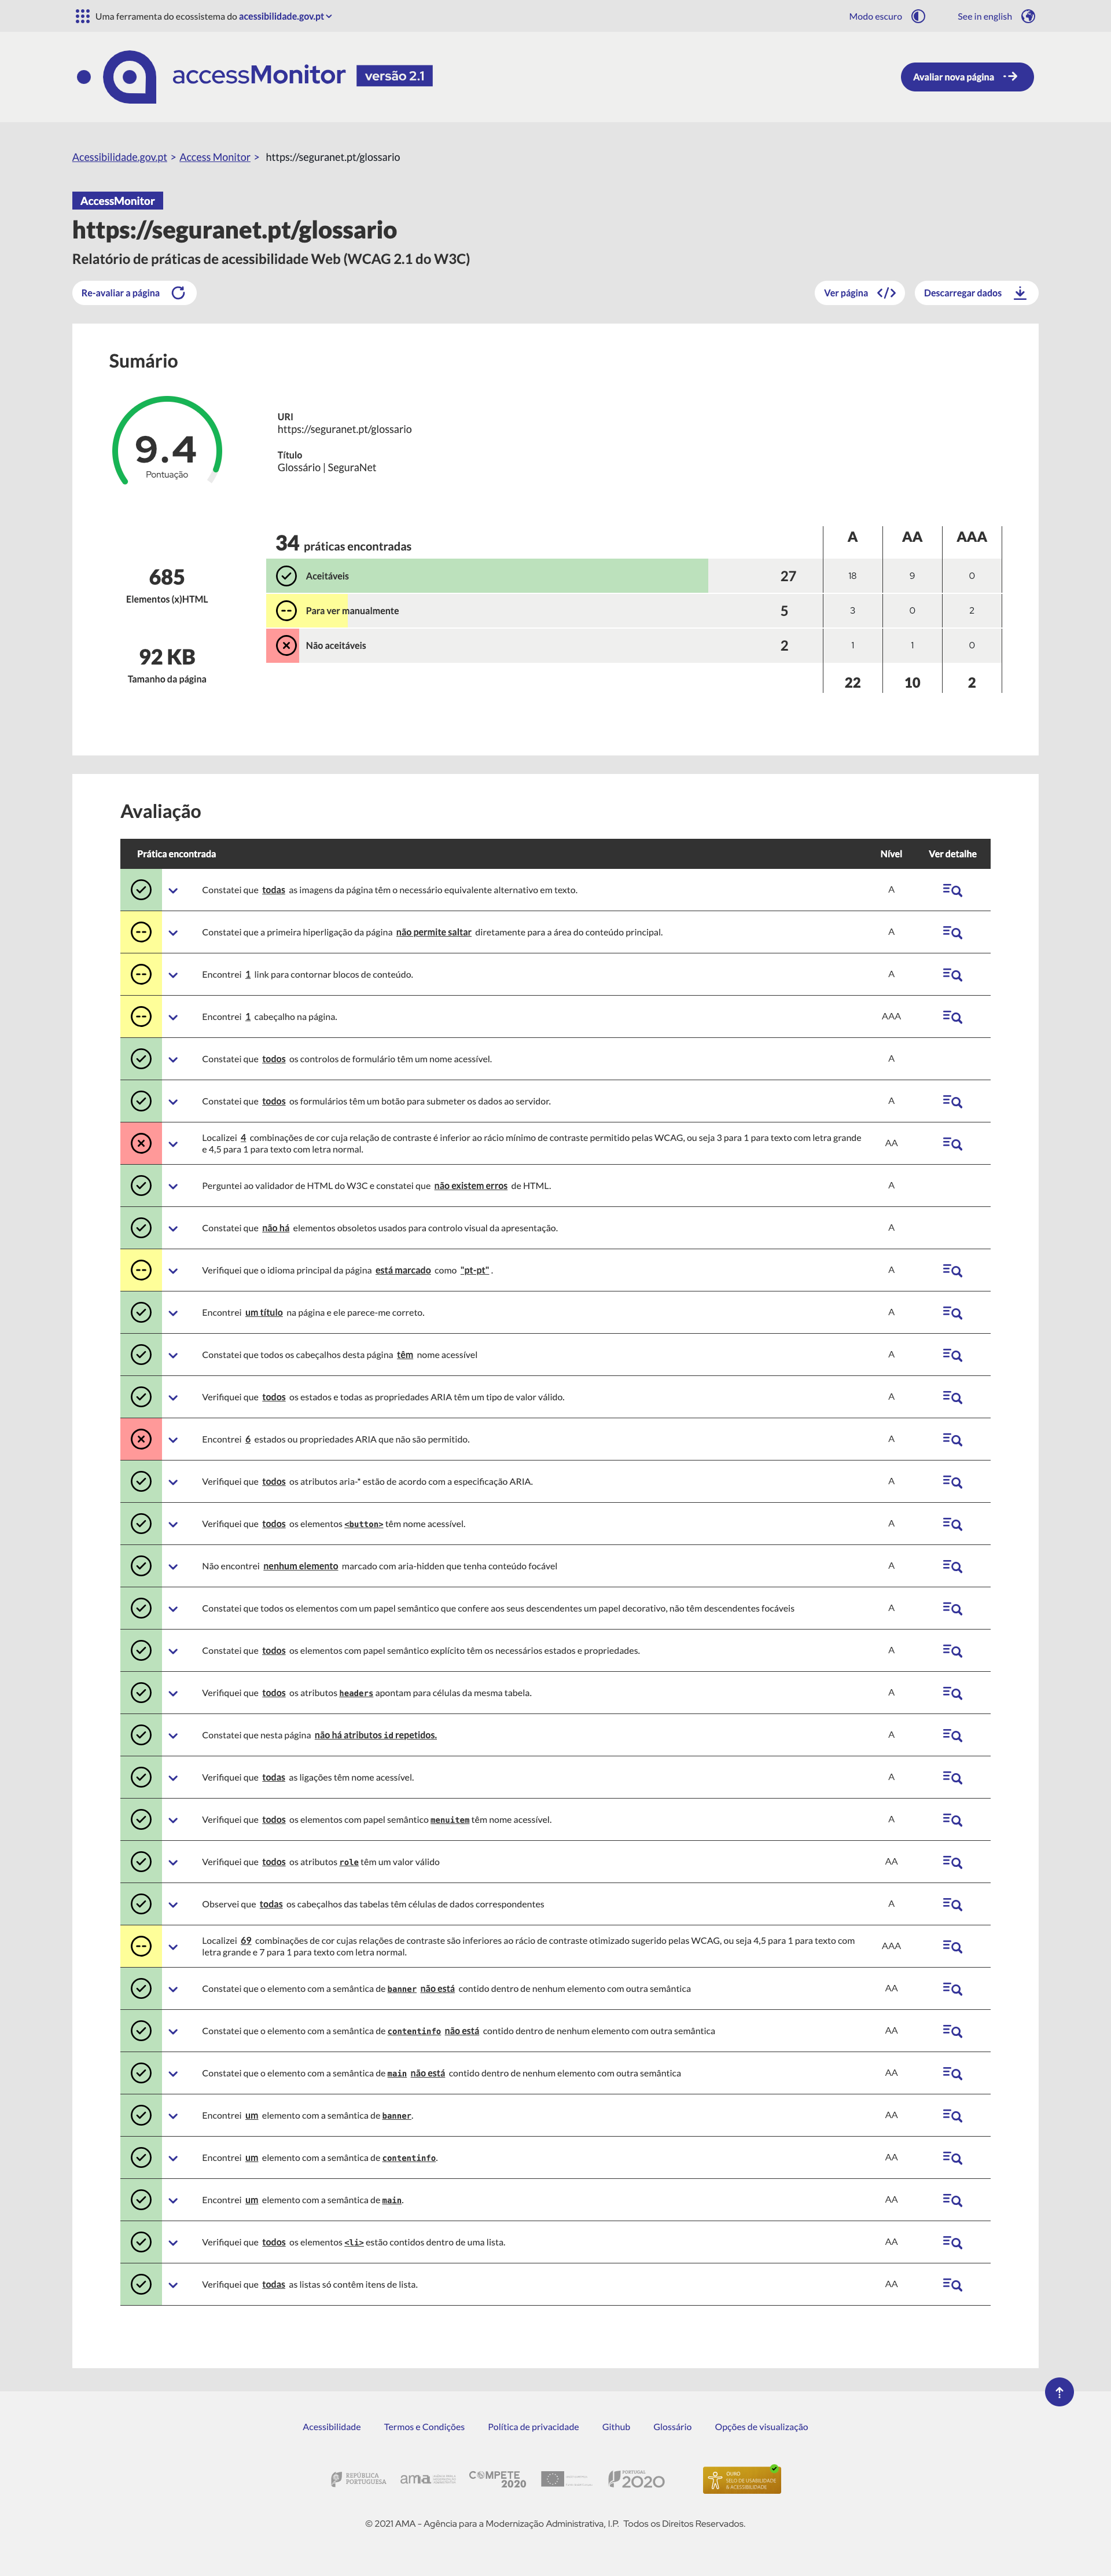 Uma ferramenta do ecossistema do acessibilidade.gov.pt
Modo escuro
See in english
accessMonitor versão 2.1
Avaliar nova página
Acessibilidade.gov.pt > Access Monitor > https://seguranet.pt/glossario
AccessMonitor
https://seguranet.pt/glossario
Relatório de práticas de acessibilidade Web (WCAG 2.1 do W3C)
Re-avaliar a página
Ver página
Descarregar dados
Sumário
9.4
Pontuação
URI
https://seguranet.pt/glossario
Título
Glossário | SeguraNet
685
Elementos (x)HTML
92 KB
Tamanho da página
34 práticas encontradas A AA AAA
Aceitáveis 27 18 9 0
Para ver manualmente 5 3 0 2
Não aceitáveis 2 1 1 0
22 10 2
Avaliação
Prática encontrada Nível Ver detalhe
Constatei que todas as imagens da página têm o necessário equivalente alternativo em texto. A
Constatei que a primeira hiperligação da página não permite saltar diretamente para a área do conteúdo principal. A
Encontrei 1 link para contornar blocos de conteúdo. A
Encontrei 1 cabeçalho na página. AAA
Constatei que todos os controlos de formulário têm um nome acessível. A
Constatei que todos os formulários têm um botão para submeter os dados ao servidor. A
Localizei 4 combinações de cor cuja relação de contraste é inferior ao rácio mínimo de contraste permitido pelas WCAG, ou seja 3 para 1 para texto com letra grande AA
e 4,5 para 1 para texto com letra normal.
Perguntei ao validador de HTML do W3C e constatei que não existem erros de HTML. A
Constatei que não há elementos obsoletos usados para controlo visual da apresentação. A
Verifiquei que o idioma principal da página está marcado como "pt-pt" . A
Encontrei um título na página e ele parece-me correto. A
Constatei que todos os cabeçalhos desta página têm nome acessível A
Verifiquei que todos os estados e todas as propriedades ARIA têm um tipo de valor válido. A
Encontrei 6 estados ou propriedades ARIA que não são permitido. A
Verifiquei que todos os atributos aria-* estão de acordo com a especificação ARIA. A
Verifiquei que todos os elementos <button> têm nome acessível. A
Não encontrei nenhum elemento marcado com aria-hidden que tenha conteúdo focável A
Constatei que todos os elementos com um papel semântico que confere aos seus descendentes um papel decorativo, não têm descendentes focáveis A
Constatei que todos os elementos com papel semântico explícito têm os necessários estados e propriedades. A
Verifiquei que todos os atributos headers apontam para células da mesma tabela. A
Constatei que nesta página não há atributos id repetidos. A
Verifiquei que todas as ligações têm nome acessível. A
Verifiquei que todos os elementos com papel semântico menuitem têm nome acessível. A
Verifiquei que todos os atributos role têm um valor válido AA
Observei que todas os cabeçalhos das tabelas têm células de dados correspondentes A
Localizei 69 combinações de cor cujas relações de contraste são inferiores ao rácio de contraste otimizado sugerido pelas WCAG, ou seja 4,5 para 1 para texto com AAA
letra grande e 7 para 1 para texto com letra normal.
Constatei que o elemento com a semântica de banner não está contido dentro de nenhum elemento com outra semântica AA
Constatei que o elemento com a semântica de contentinfo não está contido dentro de nenhum elemento com outra semântica AA
Constatei que o elemento com a semântica de main não está contido dentro de nenhum elemento com outra semântica AA
Encontrei um elemento com a semântica de banner. AA
Encontrei um elemento com a semântica de contentinfo. AA
Encontrei um elemento com a semântica de main. AA
Verifiquei que todos os elementos <li> estão contidos dentro de uma lista. AA
Verifiquei que todas as listas só contêm itens de lista. AA
Acessibilidade Termos e Condições Política de privacidade Github Glossário Opções de visualização
REPÚBLICA
PORTUGUESA
ama
COMPETE
2020
PORTUGAL
2020
OURO
SELO DE USABILIDADE
& ACESSIBILIDADE
© 2021 AMA - Agência para a Modernização Administrativa, I.P. Todos os Direitos Reservados.